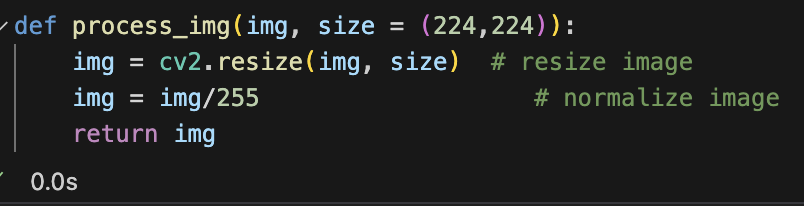 def process_img(img, size = (224,224)):
    img = cv2.resize(img, size)  # resize image
    img = img/255                   # normalize image
    return img
0.0s